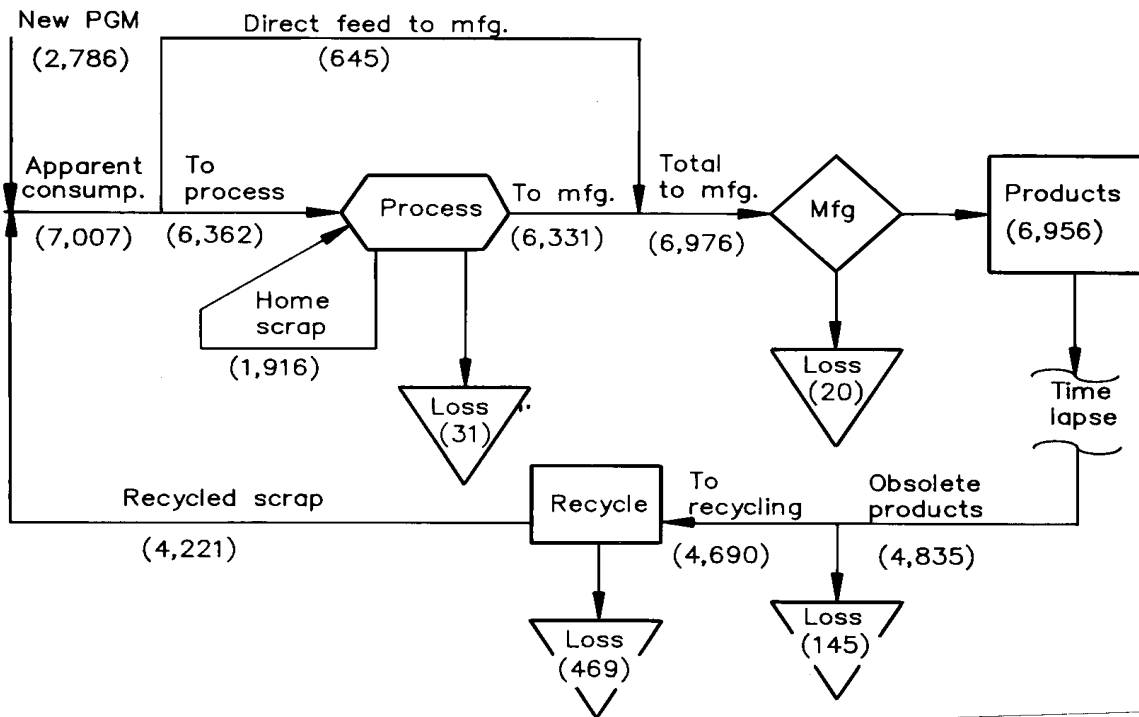 New PGM
(2,786)
Direct feed to mfg.
(645)
Apparent
consump.
(7,007)
To
process
(6,362)
Process
To mfg.
(6,331)
Total
to mfg.
(6,976)
Mfg
Products
(6,956)
Home
scrap
(1,916)
Loss
(31)
Loss
(20)
Time
lapse
Recycled scrap
(4,221)
Recycle
To
recycling
(4,690)
Obsolete
products
(4,835)
Loss
(469)
Loss
(145)